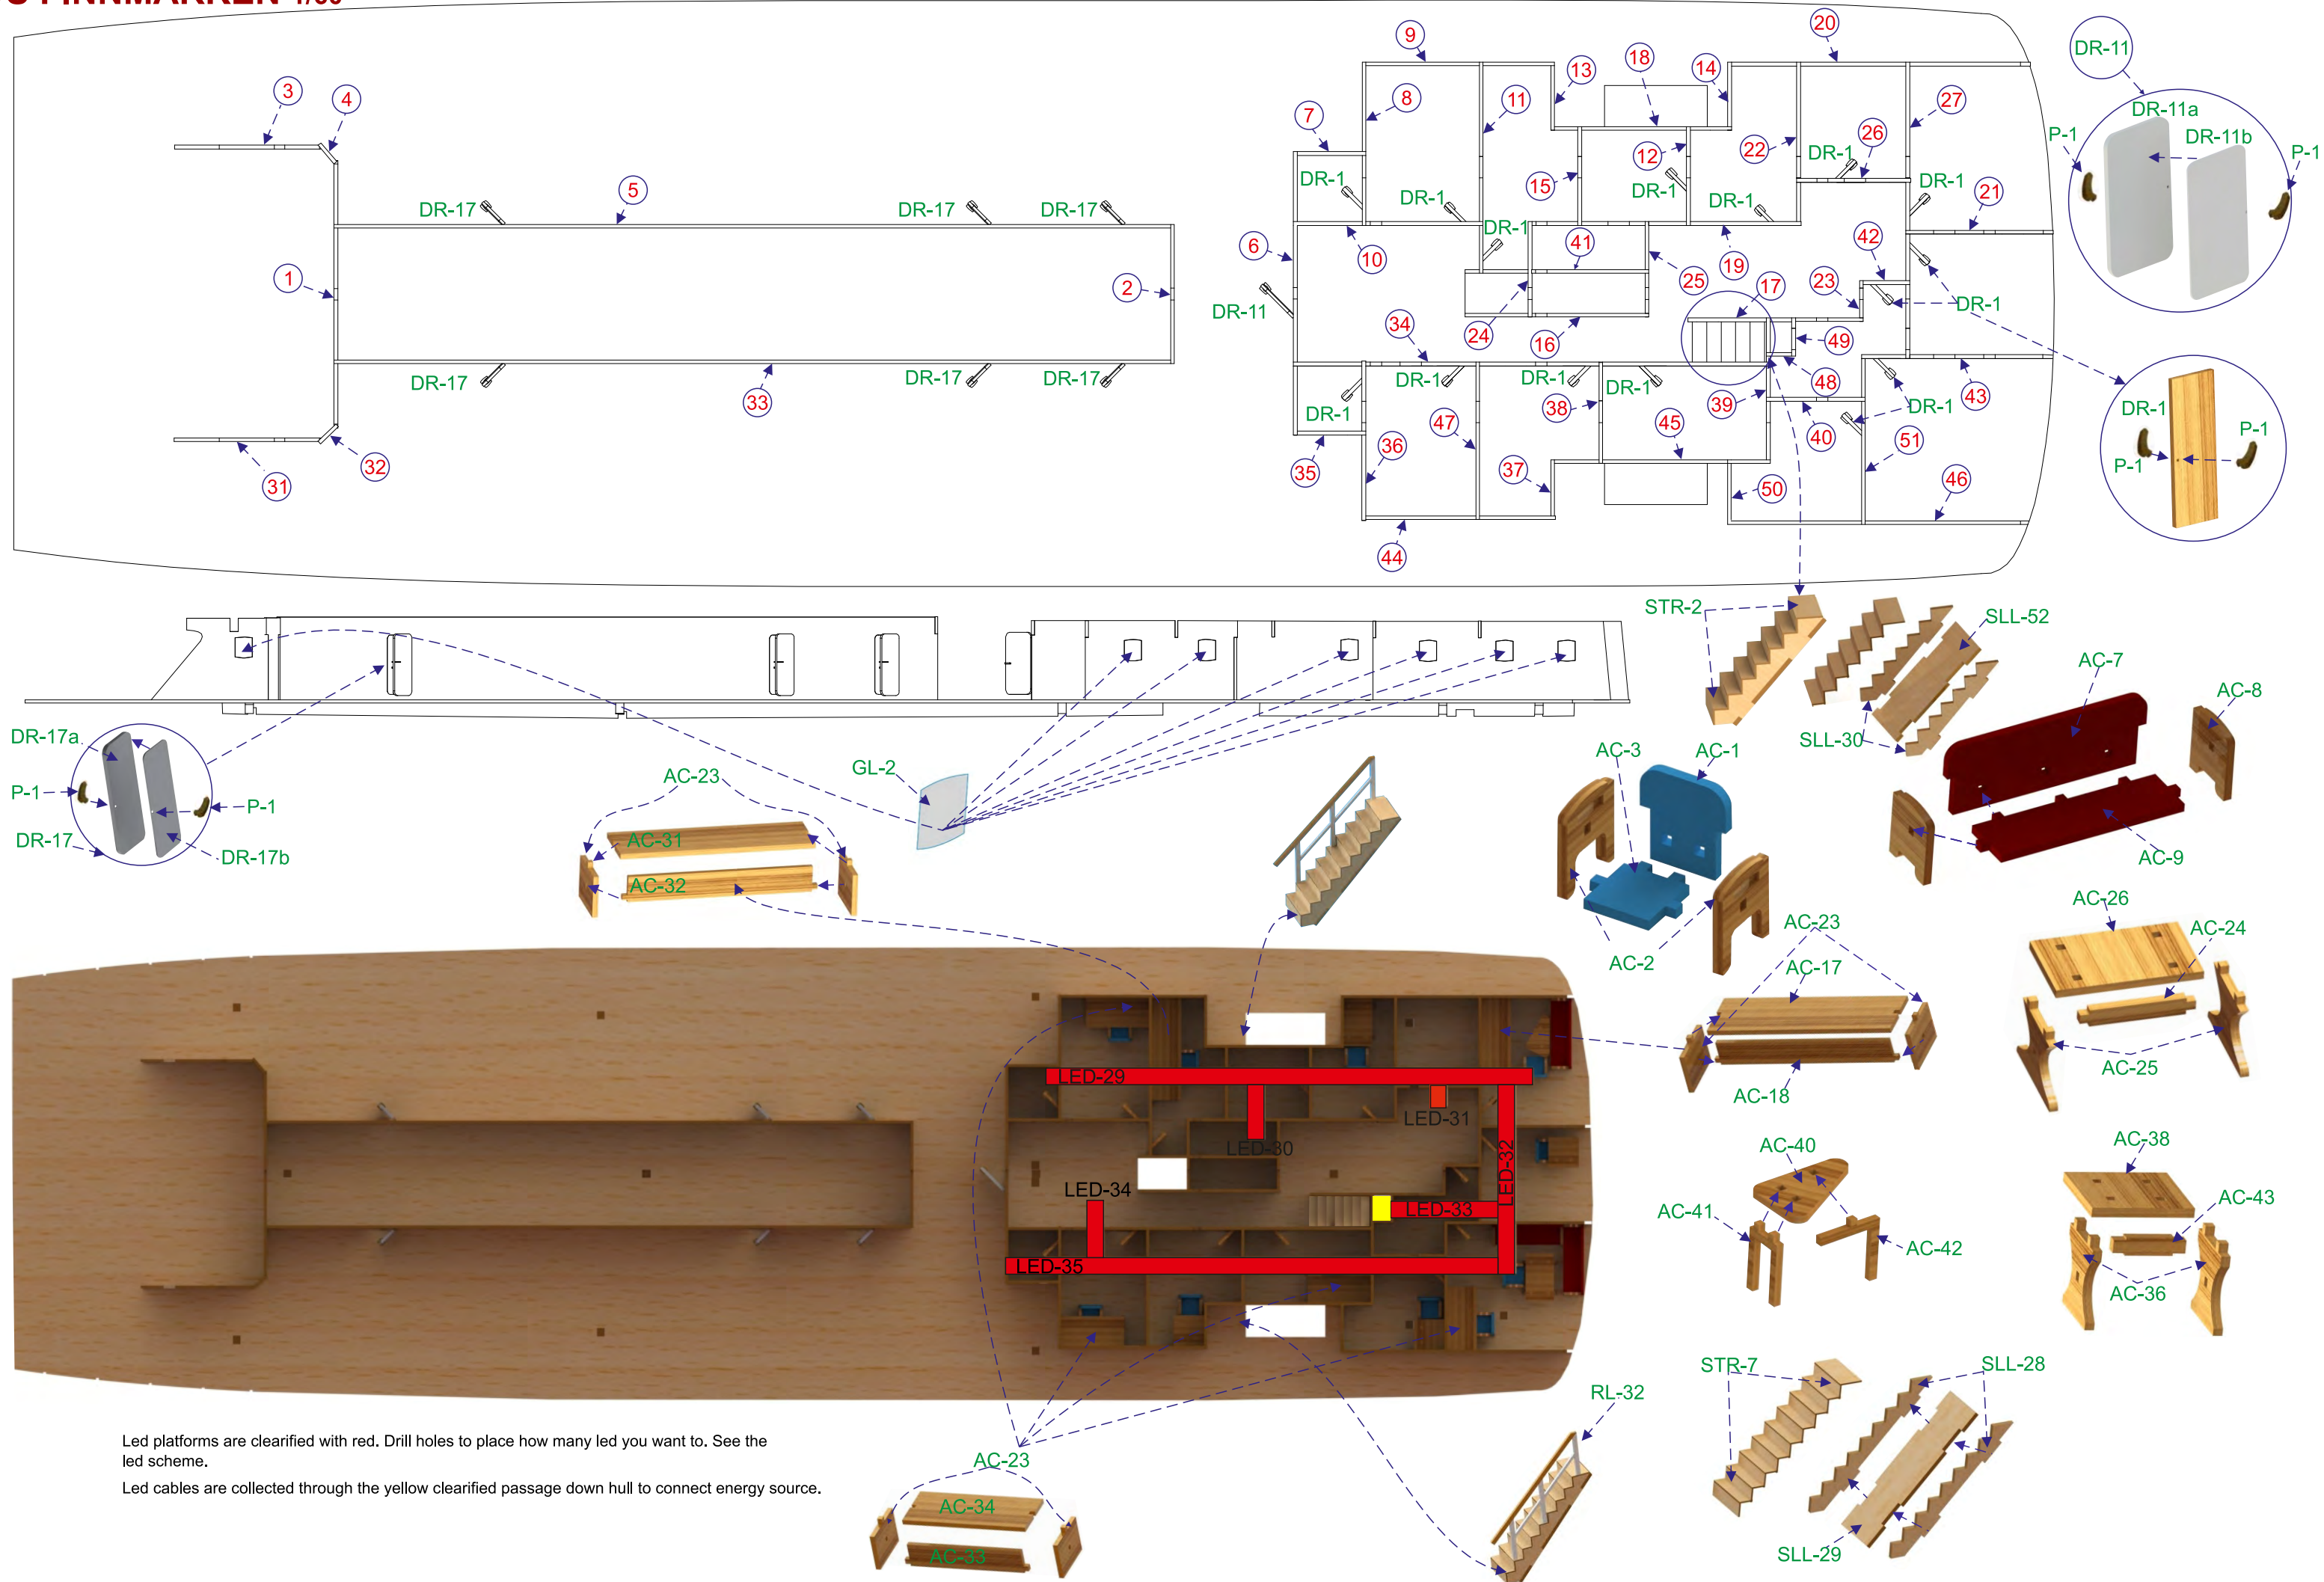 3
4
5
DR-17
DR-17
DR-17
1
2
DR-17
DR-17
DR-17
33
31
32
9
20
18
13
14
DR-11
7
8
11
27
DR-11a
DR-11b
P-1
P-1
DR-1
15
12
22
DR-1
26
DR-1
DR-1
DR-1
DR-1
DR-1
21
6
10
41
25
19
42
23
17
DR-11
24
34
16
49
DR-1
48
DR-1
DR-1
DR-1
DR-1
38
39
DR-1
43
DR-1
P-1
P-1
36
47
45
40
51
35
37
50
46
44
STR-2
SLL-52
SLL-30
AC-7
AC-8
AC-9
DR-17a
P-1
P-1
DR-17
DR-17b
AC-23
AC-31
AC-32
GL-2
AC-3
AC-1
AC-2
AC-23
AC-17
AC-18
AC-26
AC-24
AC-25
LED-29
LED-30
LED-31
LED-32
LED-34
LED-33
LED-35
AC-40
AC-41
AC-42
AC-38
AC-43
AC-36
STR-7
SLL-28
SLL-29
RL-32
Led platforms are clearified with red. Drill holes to place how many led you want to. See the
led scheme.
Led cables are collected through the yellow clearified passage down hull to connect energy source.
AC-23
AC-34
AC-33